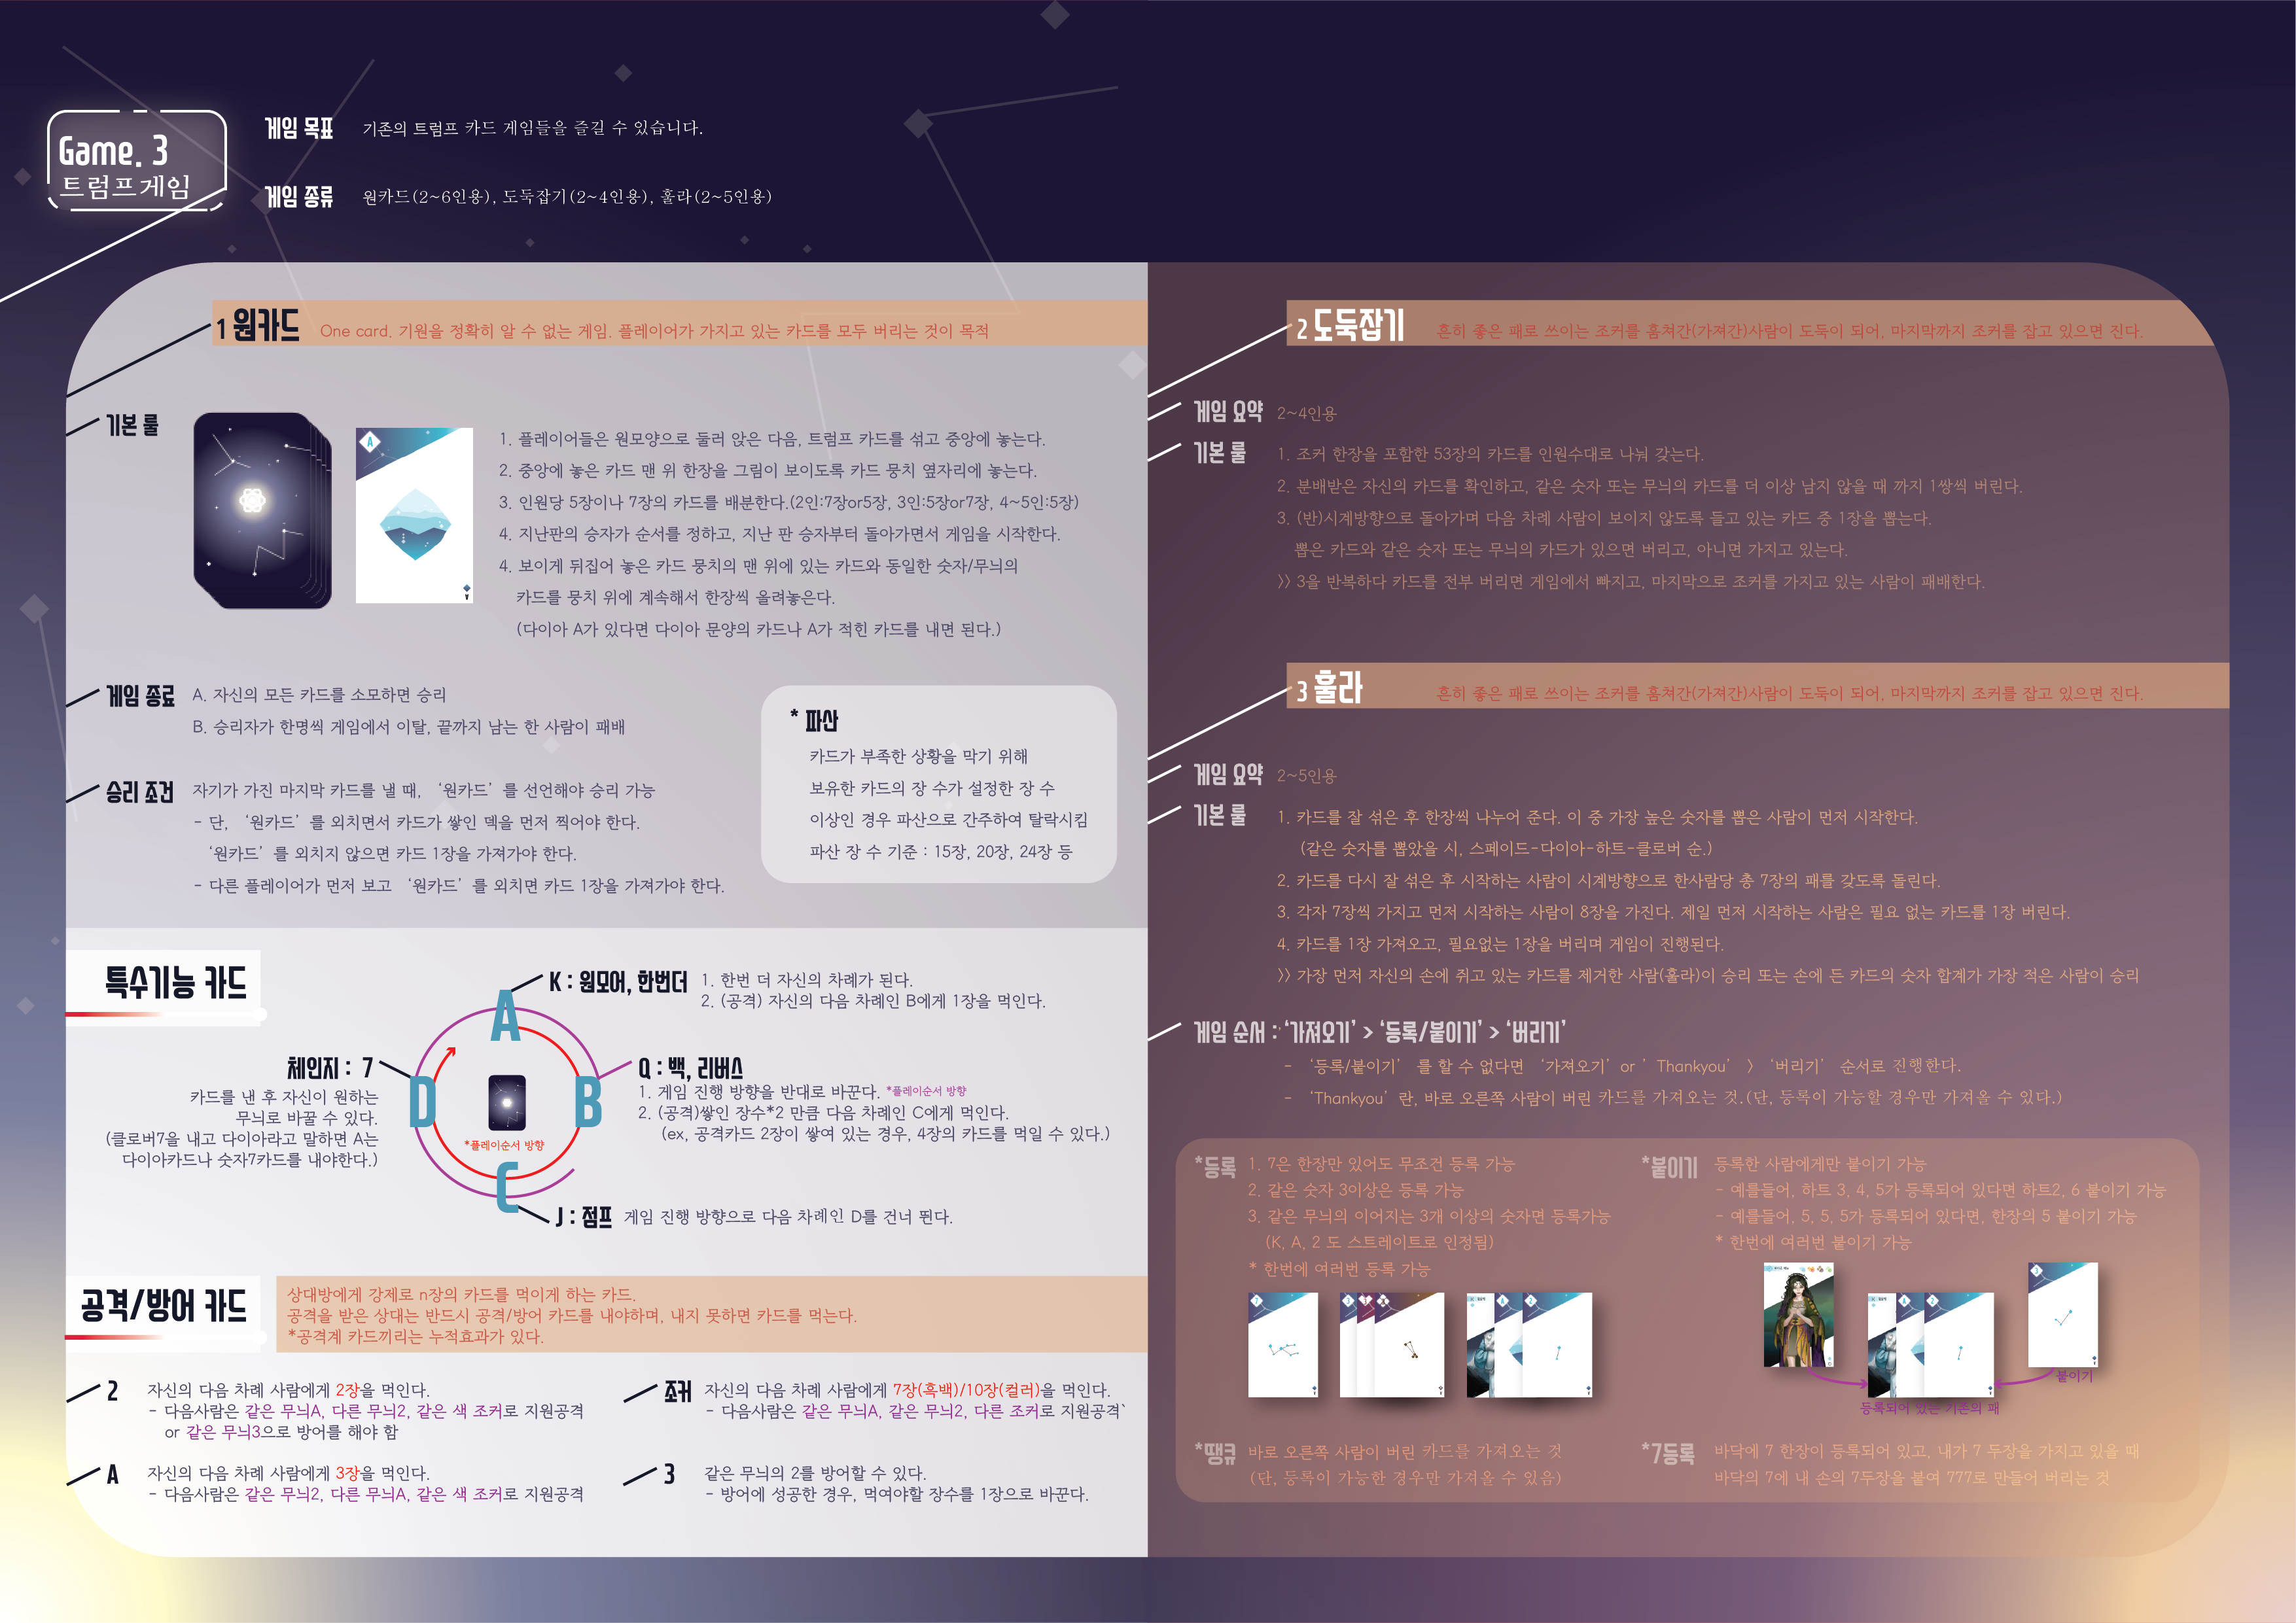 Game. 3
트럼프게임
게임 목표 기존의 트럼프 카드 게임들을 즐길 수 있습니다.
게임 종류 원카드(2~6인용), 도둑잡기(2~4인용), 훌라(2~5인용)
1 원카드 One card. 기원을 정확히 알 수 없는 게임. 플레이어가 가지고 있는 카드를 모두 버리는 것이 목적
기본 룰
A
1. 플레이어들은 원모양으로 둘러 앉은 다음, 트럼프 카드를 섞고 중앙에 놓는다.
2. 중앙에 놓은 카드 맨 위 한장을 그림이 보이도록 카드 뭉치 옆자리에 놓는다.
3. 인원당 5장이나 7장의 카드를 배분한다.(2인:7장or5장, 3인:5장or7장, 4~5인:5장)
4. 지난판의 승자가 순서를 정하고, 지난 판 승자부터 돌아가면서 게임을 시작한다.
4. 보이게 뒤집어 놓은 카드 뭉치의 맨 위에 있는 카드와 동일한 숫자/무늬의
카드를 뭉치 위에 계속해서 한장씩 올려놓은다.
(다이아 A가 있다면 다이아 문양의 카드나 A가 적힌 카드를 내면 된다.)
게임 종료 A. 자신의 모든 카드를 소모하면 승리
B. 승리자가 한명씩 게임에서 이탈, 끝까지 남는 한 사람이 패배
승리 조건 자기가 가진 마지막 카드를 낼 때, ‘원카드’를 선언해야 승리 가능
- 단, ‘원카드’를 외치면서 카드가 쌓인 덱을 먼저 찍어야 한다.
‘원카드’를 외치지 않으면 카드 1장을 가져가야 한다.
- 다른 플레이어가 먼저 보고 ‘원카드’를 외치면 카드 1장을 가져가야 한다.
* 파산
카드가 부족한 상황을 막기 위해
보유한 카드의 장 수가 설정한 장 수
이상인 경우 파산으로 간주하여 탈락시킴
파산 장 수 기준 : 15장, 20장, 24장 등
특수기능 카드
K : 원모어, 한번더 1. 한번 더 자신의 차례가 된다.
2. (공격) 자신의 다음 차례인 B에게 1장을 먹인다.
A
B
C
D
*플레이순서 방향
체인지 : 7
카드를 낸 후 자신이 원하는
무늬로 바꿀 수 있다.
(클로버7을 내고 다이아라고 말하면 A는
다이아카드나 숫자7카드를 내야한다.)
Q : 백, 리버스
1. 게임 진행 방향을 반대로 바꾼다. *플레이순서 방향
2. (공격)쌓인 장수*2 만큼 다음 차례인 C에게 먹인다.
(ex, 공격카드 2장이 쌓여 있는 경우, 4장의 카드를 먹일 수 있다.)
J : 점프 게임 진행 방향으로 다음 차례인 D를 건너 뛴다.
공격/방어 카드
상대방에게 강제로 n장의 카드를 먹이게 하는 카드.
공격을 받은 상대는 반드시 공격/방어 카드를 내야하며, 내지 못하면 카드를 먹는다.
*공격계 카드끼리는 누적효과가 있다.
2 자신의 다음 차례 사람에게 2장을 먹인다.
- 다음사람은 같은 무늬A, 다른 무늬2, 같은 색 조커로 지원공격
or 같은 무늬3으로 방어를 해야 함
A 자신의 다음 차례 사람에게 3장을 먹인다.
- 다음사람은 같은 무늬2, 다른 무늬A, 같은 색 조커로 지원공격
조커 자신의 다음 차례 사람에게 7장(흑백)/10장(컬러)을 먹인다.
- 다음사람은 같은 무늬A, 같은 무늬2, 다른 조커로 지원공격`
3 같은 무늬의 2를 방어할 수 있다.
- 방어에 성공한 경우, 먹여야할 장수를 1장으로 바꾼다.
2 도둑잡기 흔히 좋은 패로 쓰이는 조커를 훔쳐간(가져간)사람이 도둑이 되어, 마지막까지 조커를 잡고 있으면 진다.
게임 요약 2~4인용
기본 룰 1. 조커 한장을 포함한 53장의 카드를 인원수대로 나눠 갖는다.
2. 분배받은 자신의 카드를 확인하고, 같은 숫자 또는 무늬의 카드를 더 이상 남지 않을 때 까지 1쌍씩 버린다.
3. (반)시계방향으로 돌아가며 다음 차례 사람이 보이지 않도록 들고 있는 카드 중 1장을 뽑는다.
뽑은 카드와 같은 숫자 또는 무늬의 카드가 있으면 버리고, 아니면 가지고 있는다.
>> 3을 반복하다 카드를 전부 버리면 게임에서 빠지고, 마지막으로 조커를 가지고 있는 사람이 패배한다.
3 훌라 흔히 좋은 패로 쓰이는 조커를 훔쳐간(가져간)사람이 도둑이 되어, 마지막까지 조커를 잡고 있으면 진다.
게임 요약 2~5인용
기본 룰 1. 카드를 잘 섞은 후 한장씩 나누어 준다. 이 중 가장 높은 숫자를 뽑은 사람이 먼저 시작한다.
(같은 숫자를 뽑았을 시, 스페이드-다이아-하트-클로버 순.)
2. 카드를 다시 잘 섞은 후 시작하는 사람이 시계방향으로 한사람당 총 7장의 패를 갖도록 돌린다.
3. 각자 7장씩 가지고 먼저 시작하는 사람이 8장을 가진다. 제일 먼저 시작하는 사람은 필요 없는 카드를 1장 버린다.
4. 카드를 1장 가져오고, 필요없는 1장을 버리며 게임이 진행된다.
>> 가장 먼저 자신의 손에 쥐고 있는 카드를 제거한 사람(훌라)이 승리 또는 손에 든 카드의 숫자 합계가 가장 적은 사람이 승리
게임 순서 : ‘가져오기’ > ‘등록/붙이기’ > ‘버리기’
- ‘등록/붙이기’ 를 할 수 없다면 ‘가져오기’or ’Thankyou’ > ‘버리기’ 순서로 진행한다.
- ‘Thankyou’란, 바로 오른쪽 사람이 버린 카드를 가져오는 것.(단, 등록이 가능할 경우만 가져올 수 있다.)
*등록 1. 7은 한장만 있어도 무조건 등록 가능
2. 같은 숫자 3이상은 등록 가능
3. 같은 무늬의 이어지는 3개 이상의 숫자면 등록가능
(K, A, 2 도 스트레이트로 인정됨)
* 한번에 여러번 등록 가능
7
A
2
*붙이기 등록한 사람에게만 붙이기 가능
- 예를들어, 하트 3, 4, 5가 등록되어 있다면 하트2, 6 붙이기 가능
- 예를들어, 5, 5, 5가 등록되어 있다면, 한장의 5 붙이기 가능
* 한번에 여러번 붙이기 가능
A
2
3
붙이기
등록되어 있는 기존의 패
*땡큐 바로 오른쪽 사람이 버린 카드를 가져오는 것
(단, 등록이 가능한 경우만 가져올 수 있음)
*7등록 바닥에 7 한장이 등록되어 있고, 내가 7 두장을 가지고 있을 때
바닥의 7에 내 손의 7두장을 붙여 777로 만들어 버리는 것